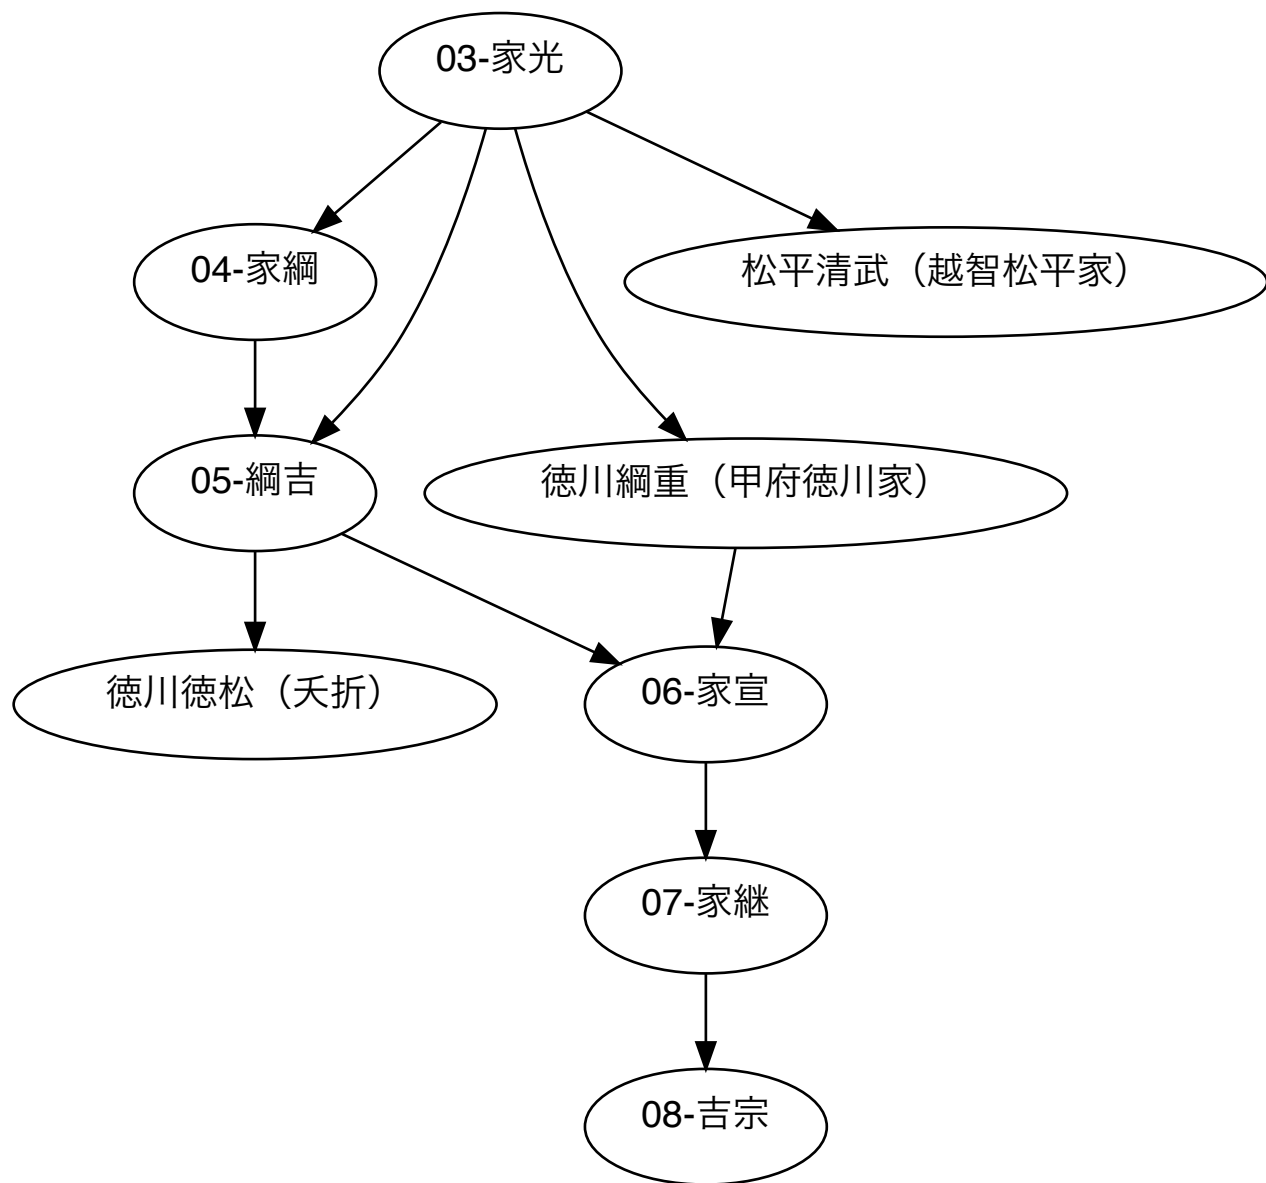 03-家光
04-家綱
松平清武（越智松平家）
05-綱吉
徳川綱重（甲府徳川家）
徳川徳松（夭折）
06-家宣
07-家継
08-吉宗